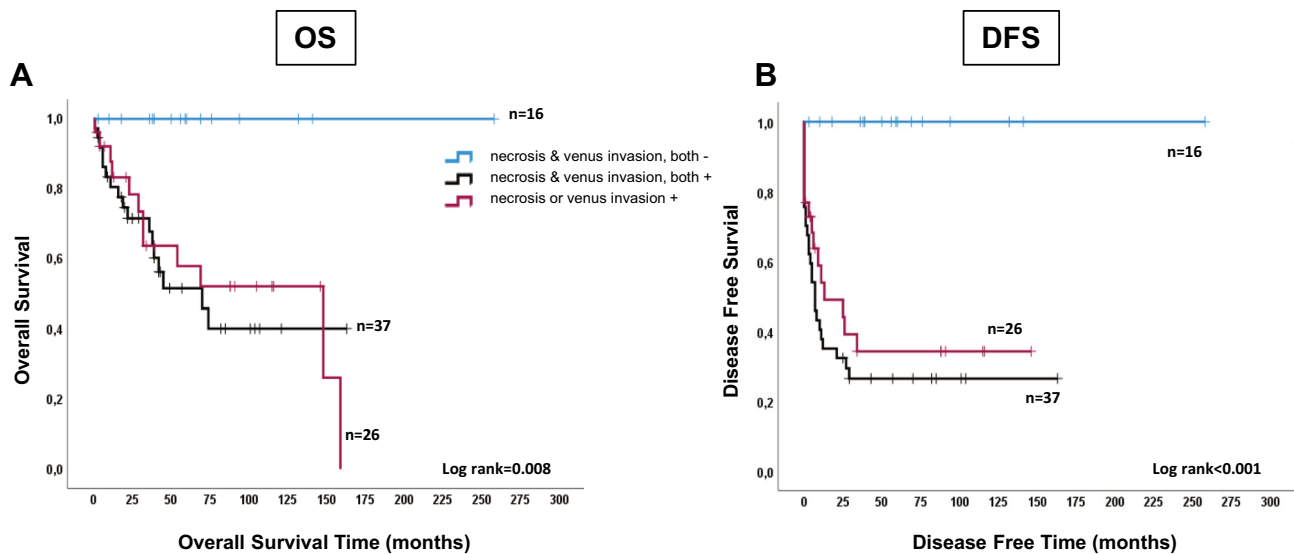 OS
DFS
A
B
n=16
1,0
0,8
0,6
0,4
0,2
0,0
Overall Survival
necrosis & venus invasion, both -
necrosis & venus invasion, both +
necrosis or venus invasion +
n=37
n=26
Log rank=0.008
0 25 50 75 100 125 150 175 200 225 250 275 300
Overall Survival Time (months)
1,0
0,8
0,6
0,4
0,2
0,0
Disease Free Survial
n=16
n=26
n=37
Log rank<0.001
0 25 50 75 100 125 150 175 200 225 250 275 300
Disease Free Time (months)